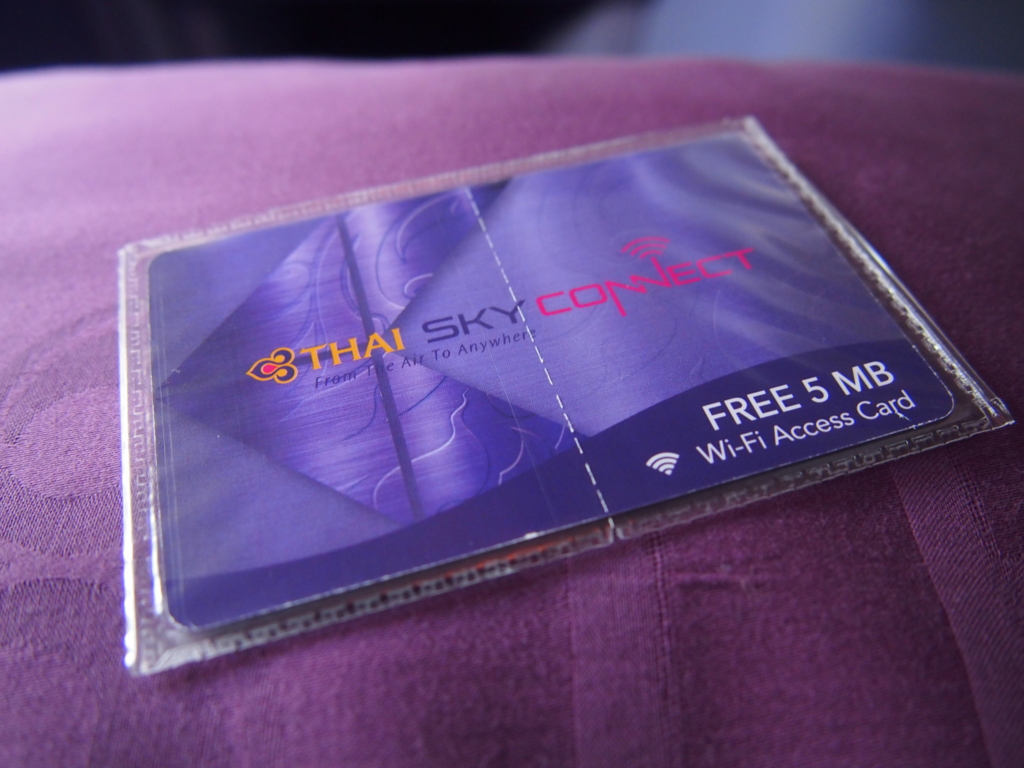 THAI SKY CONNECT
From The Air To Anywhere
FREE 5 MB
Wi-Fi Access Card